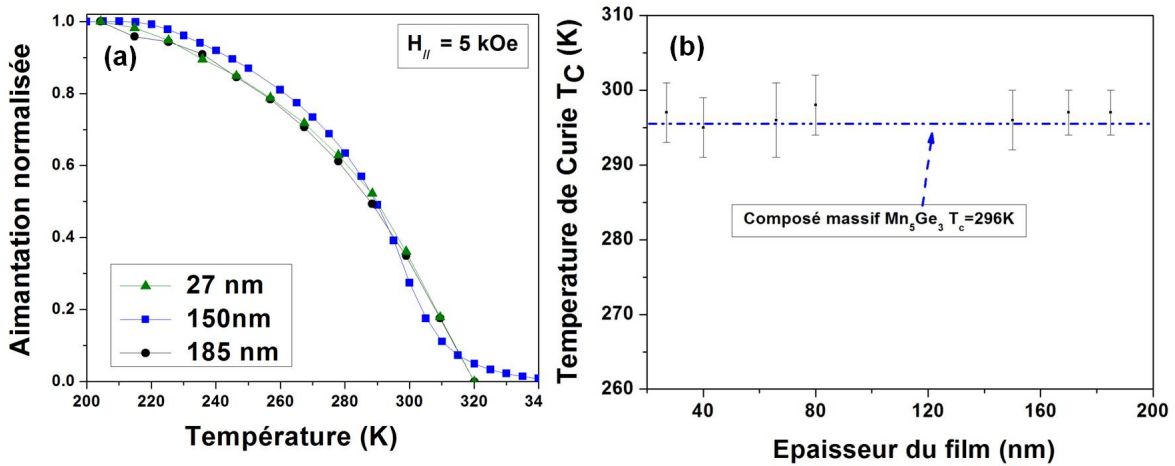 (a)
H// = 5 kOe
Aimantation normalisée
1.0
0.8
0.6
0.4
0.2
0.0
27 nm
150nm
185 nm
200 220 240 260 280 300 320 34
Température (K)
(b)
Temperature de Curie TC (K)
310
300
290
280
270
260
Composé massif Mn5Ge3 Tc=296K
40 80 120 160 200
Epaisseur du film (nm)